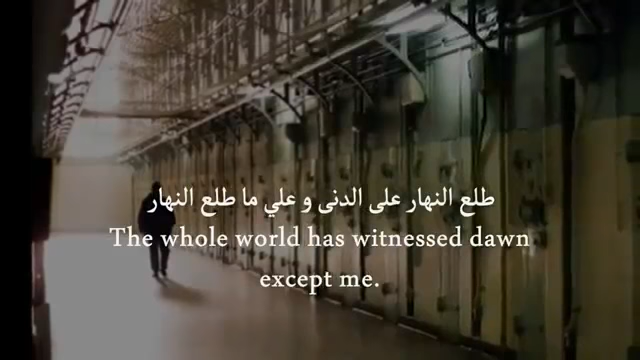 طلع النهار على الدنى و علي ما طلع النهار
The whole world has witnessed dawn
except me.